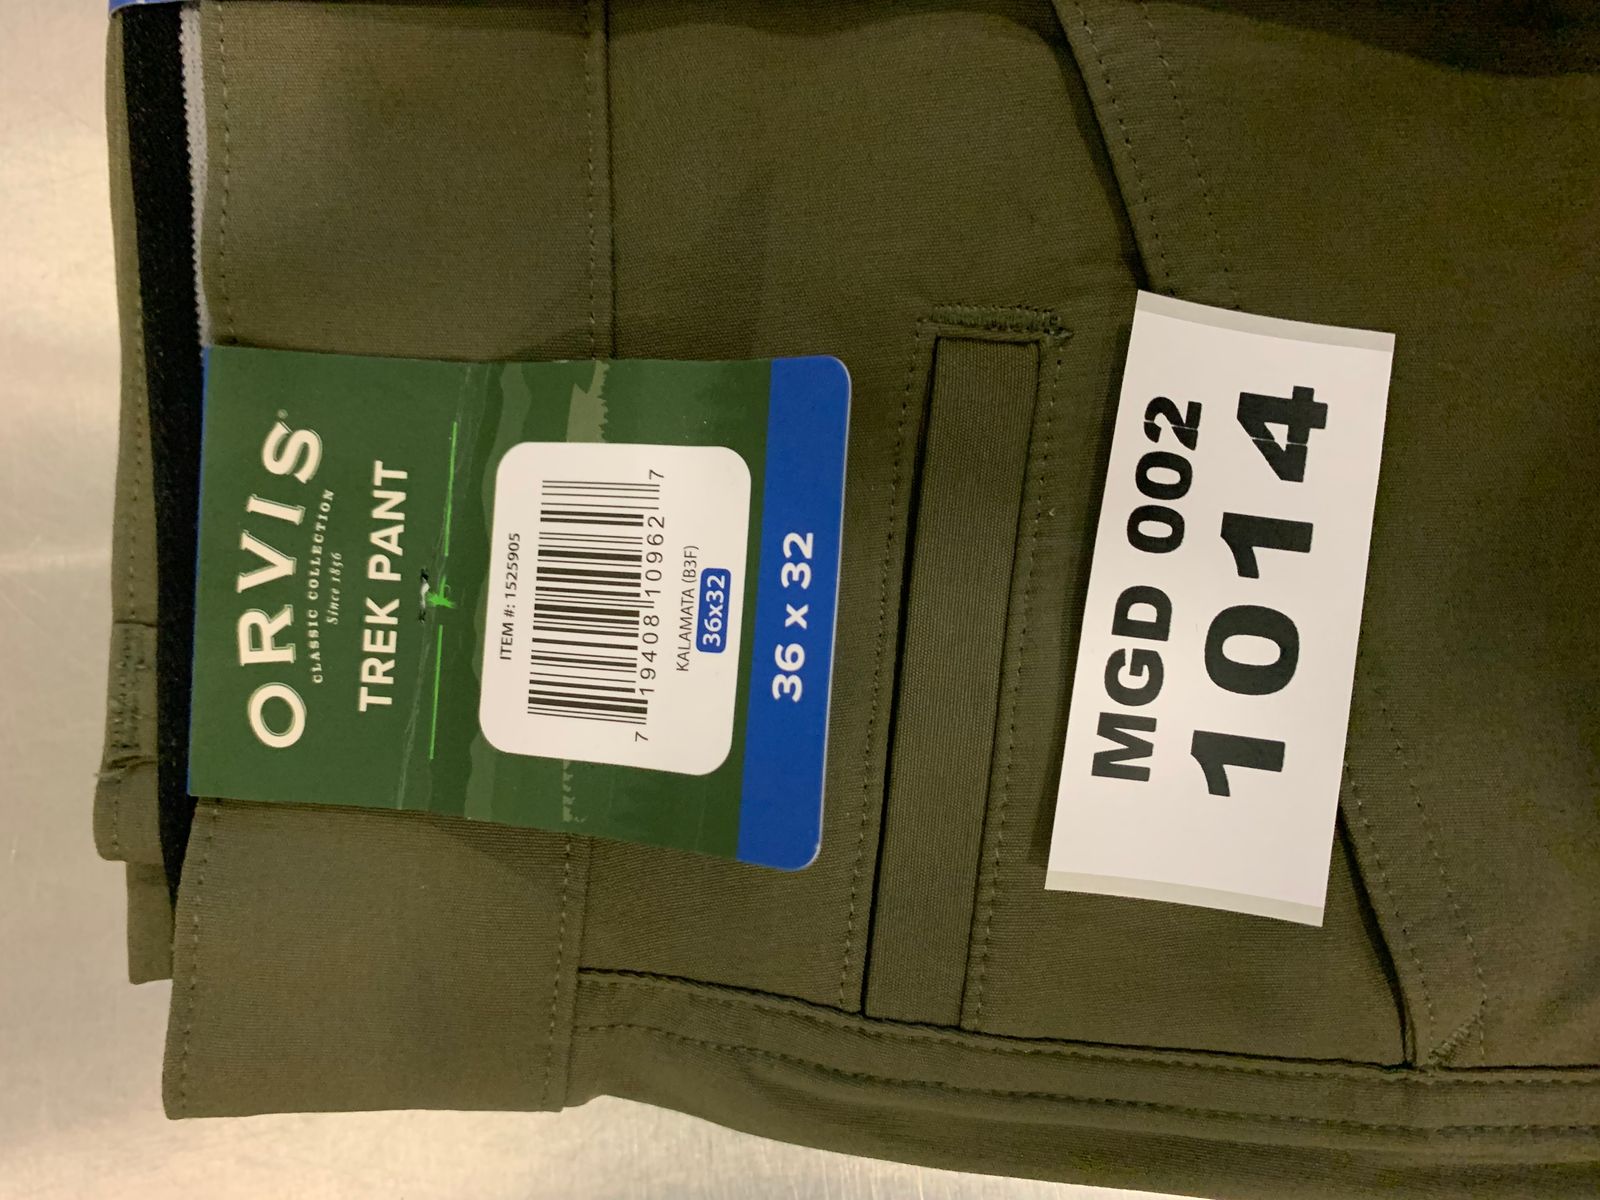 ORVIS®
CLASSIC COLLECTION
Since 1856
TREK PANT
ITEM #: 1525905
7 19408 10962 7
KALAMATA (B3F)
36x32
36 x 32
MGD 002
1014